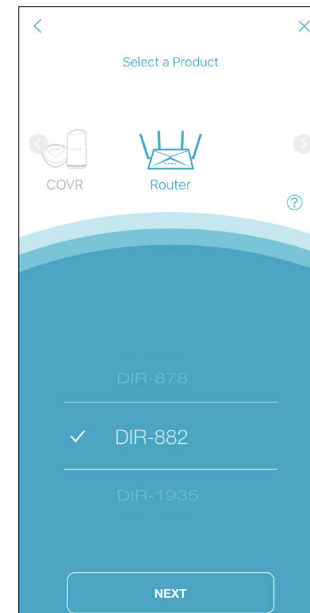 Select a Product
COVR
Router
?
DIR-878
DIR-882
DIR-1935
NEXT